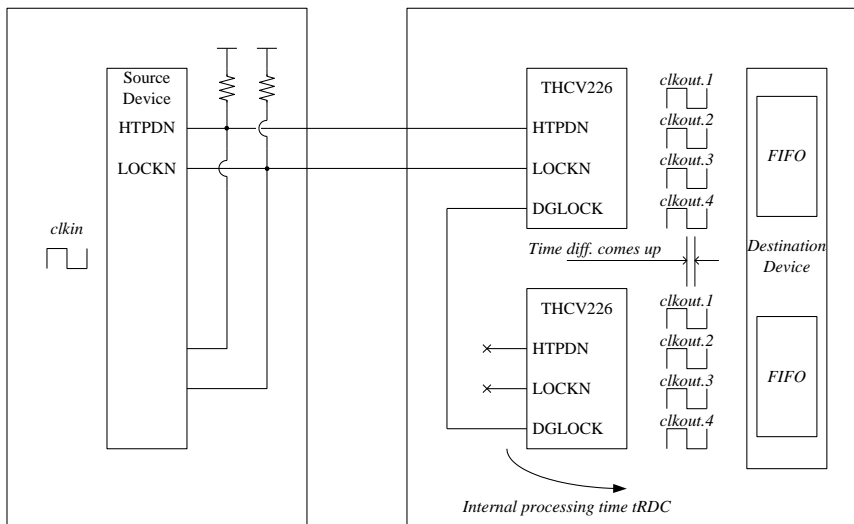 Source
Device
HTPDN
LOCKN
clkin
THCV226
HTPDN
LOCKN
DGLOCK
clkout.1
clkout.2
clkout.3
clkout.4
FIFO
Time diff. comes up
Destination
Device
THCV226
HTPDN
LOCKN
DGLOCK
clkout.1
clkout.2
clkout.3
clkout.4
FIFO
Internal processing time tRDC